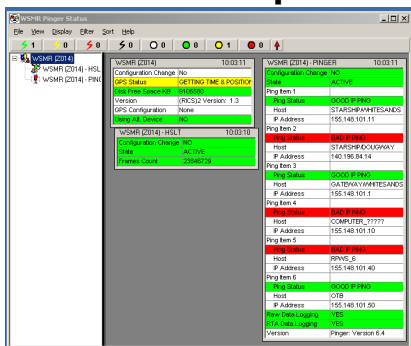 WSMR Pinger Status
File View Display Filter Sort Help
1 0 0 0 0 0 1 0
WSMR (Z014)
WSMR (Z014) - HSL
WSMR (Z014) - PING
WSMR (Z014) 10:03:11
Configuration Change No
GPS Status GETTING TIME & POSITION
Disk Free Space KB 9106580
Version (RICS)2 Version: 1.3
GPS Configuration None
Using Alt. Device NO
WSMR (Z014) - HSLT 10:03:10
Configuration Change NO
State ACTIVE
Frames Count 23846729
WSMR (Z014) - PINGER 10:03:11
Configuration Change NO
State ACTIVE
Ping Item 1
Ping Status GOOD IP PING
Host STARSHIP/WHITESANDS
IP Address 155.148.101.11
Ping Item 2
Ping Status BAD IP PING
Host STARSHIP/DOUGWAY
IP Address 140.196.84.14
Ping Item 3
Ping Status GOOD IP PING
Host GATEWAY/WHITESANDS
IP Address 155.148.101.1
Ping Item 4
Ping Status BAD IP PING
Host COMPUTER_?????
IP Address 155.148.101.10
Ping Item 5
Ping Status BAD IP PING
Host RPWS_6
IP Address 155.148.101.40
Ping Item 6
Ping Status GOOD IP PING
Host OTB
IP Address 155.148.101.50
Raw Data Logging YES
RTA Data Logging YES
Version Pinger: Version 6.4